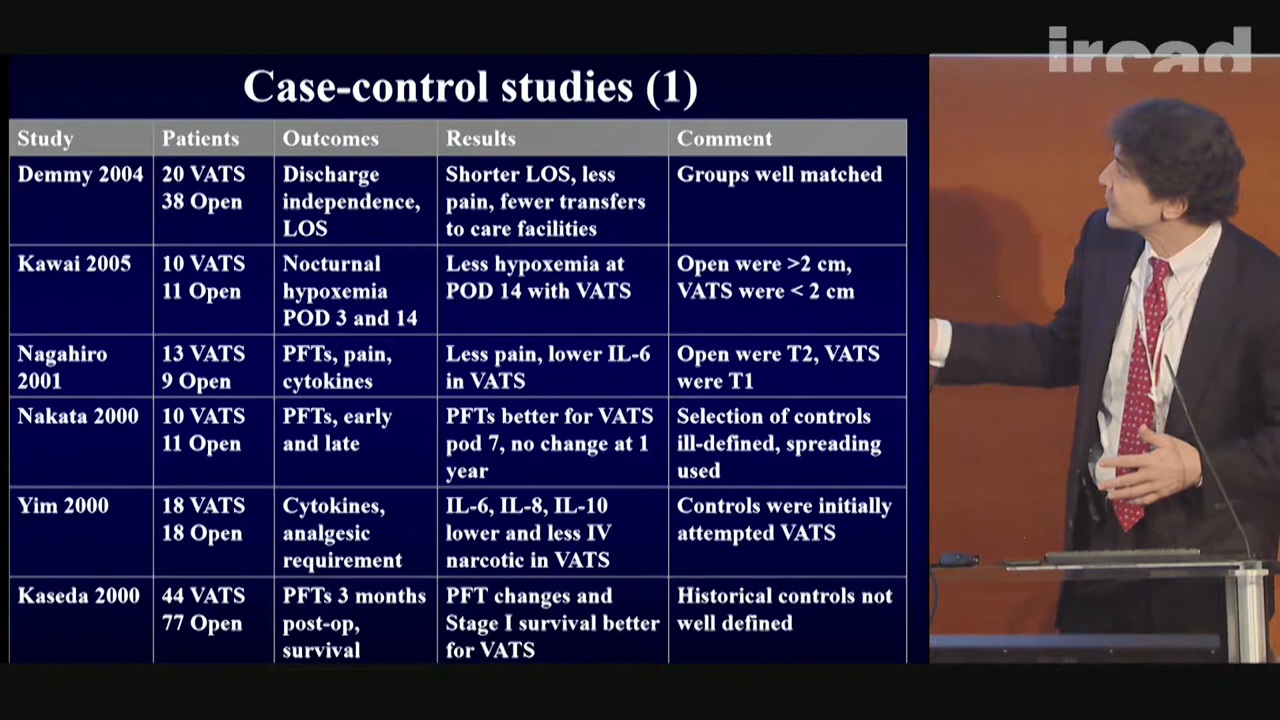 ircad
Case-control studies (1)
Study Patients Outcomes Results Comment
Demmy 2004
20 VATS
38 Open
Discharge
independence,
LOS
Shorter LOS, less
pain, fewer transfers
to care facilities
Groups well matched
Kawai 2005
10 VATS
11 Open
Nocturnal
hypoxemia
POD 3 and 14
Less hypoxemia at
POD 14 with VATS
Open were >2 cm,
VATS were < 2 cm
Nagahiro
2001
13 VATS
9 Open
PFTs, pain,
cytokines
Less pain, lower IL-6
in VATS
Open were T2, VATS
were T1
Nakata 2000
10 VATS
11 Open
PFTs, early
and late
PFTs better for VATS
pod 7, no change at 1
year
Selection of controls
ill-defined, spreading
used
Yim 2000
18 VATS
18 Open
Cytokines,
analgesic
requirement
IL-6, IL-8, IL-10
lower and less IV
narcotic in VATS
Controls were initially
attempted VATS
Kaseda 2000
44 VATS
77 Open
PFTs 3 months
post-op,
survival
PFT changes and
Stage I survival better
for VATS
Historical controls not
well defined